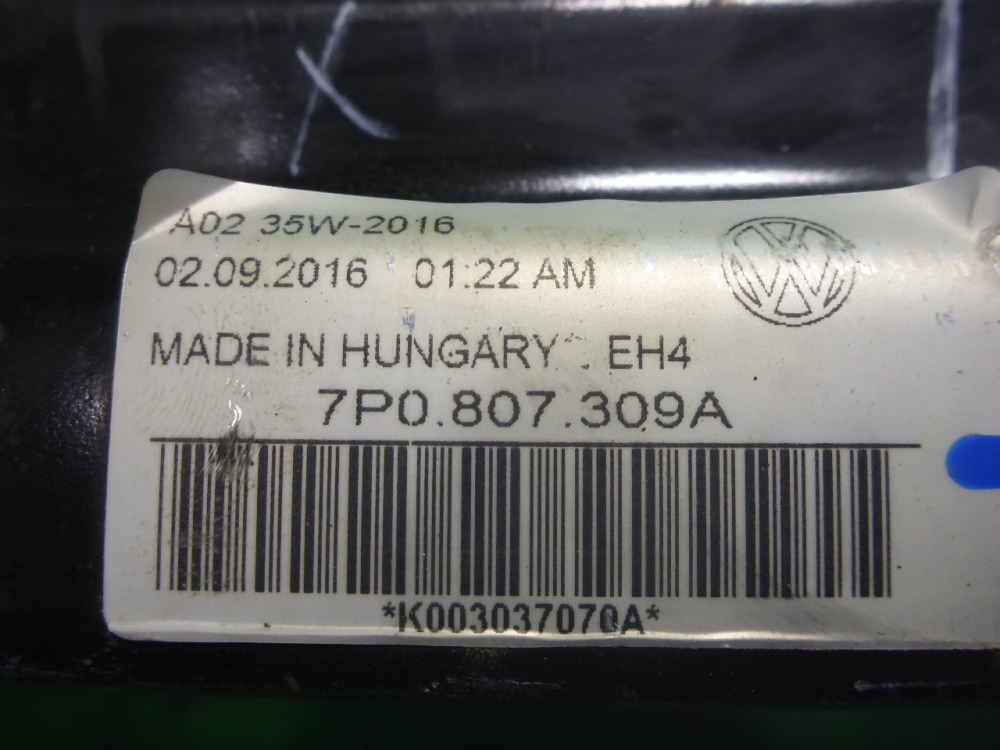 A02 35W-2016
02.09.2016 01:22 AM
MADE IN HUNGARY . EH4
7P0.807.309A
*K003037070A*